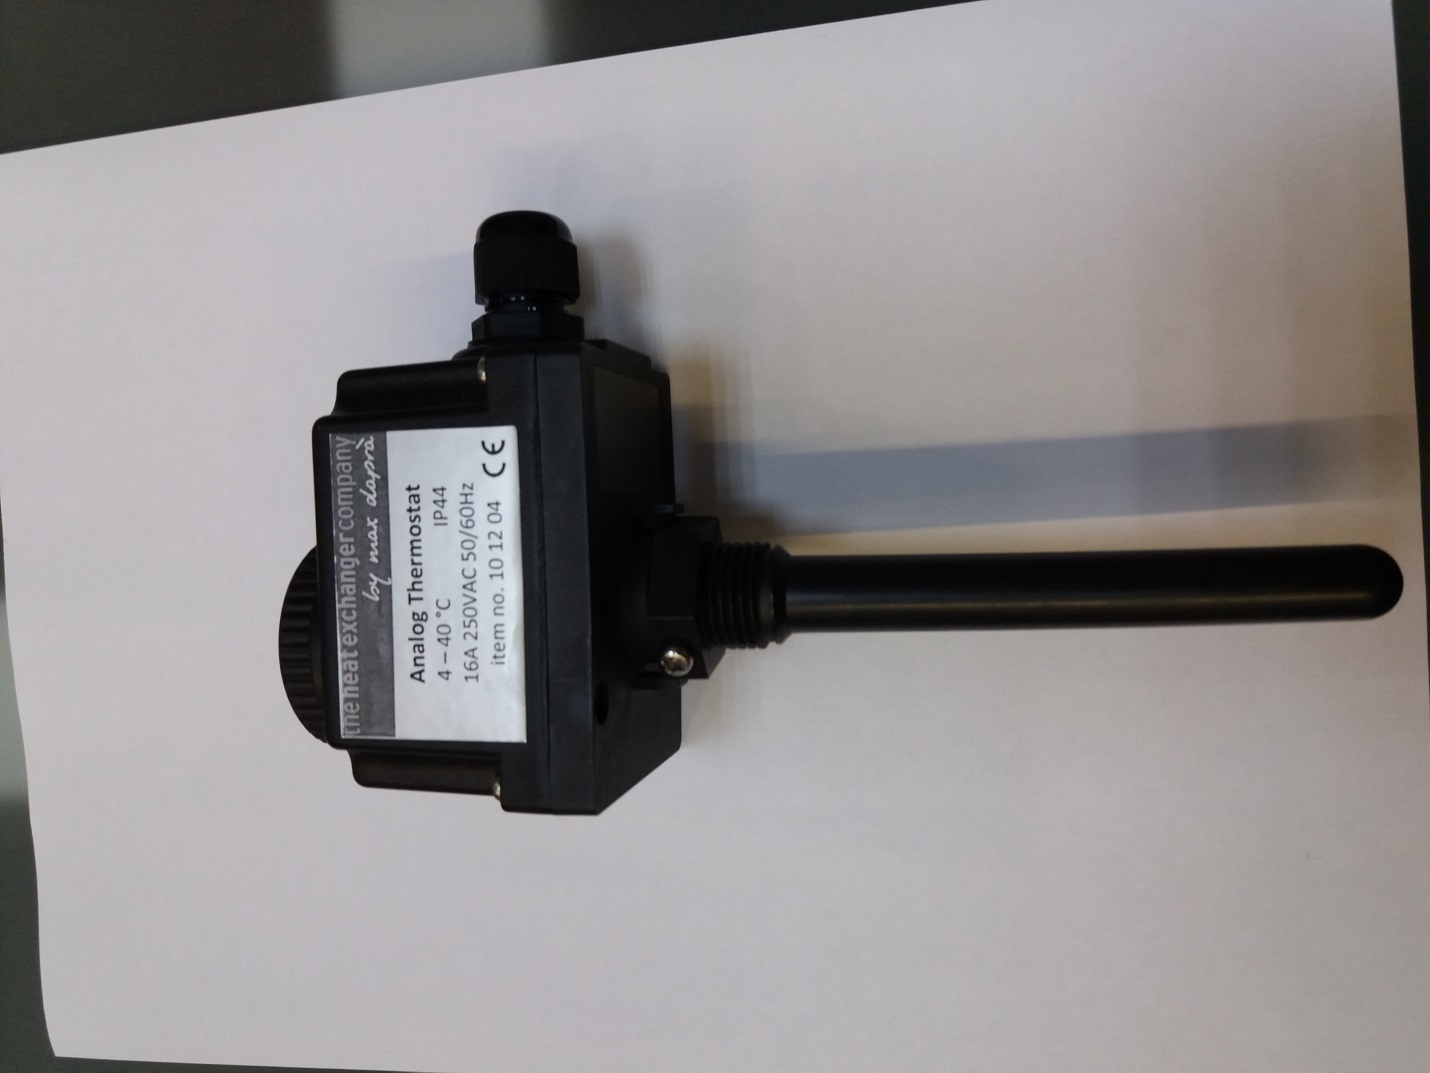 the heat exchanger company
by max daprà
Analog Thermostat
4 – 40 °C IP44
16A 250VAC 50/60Hz
item no. 10 12 04 CE